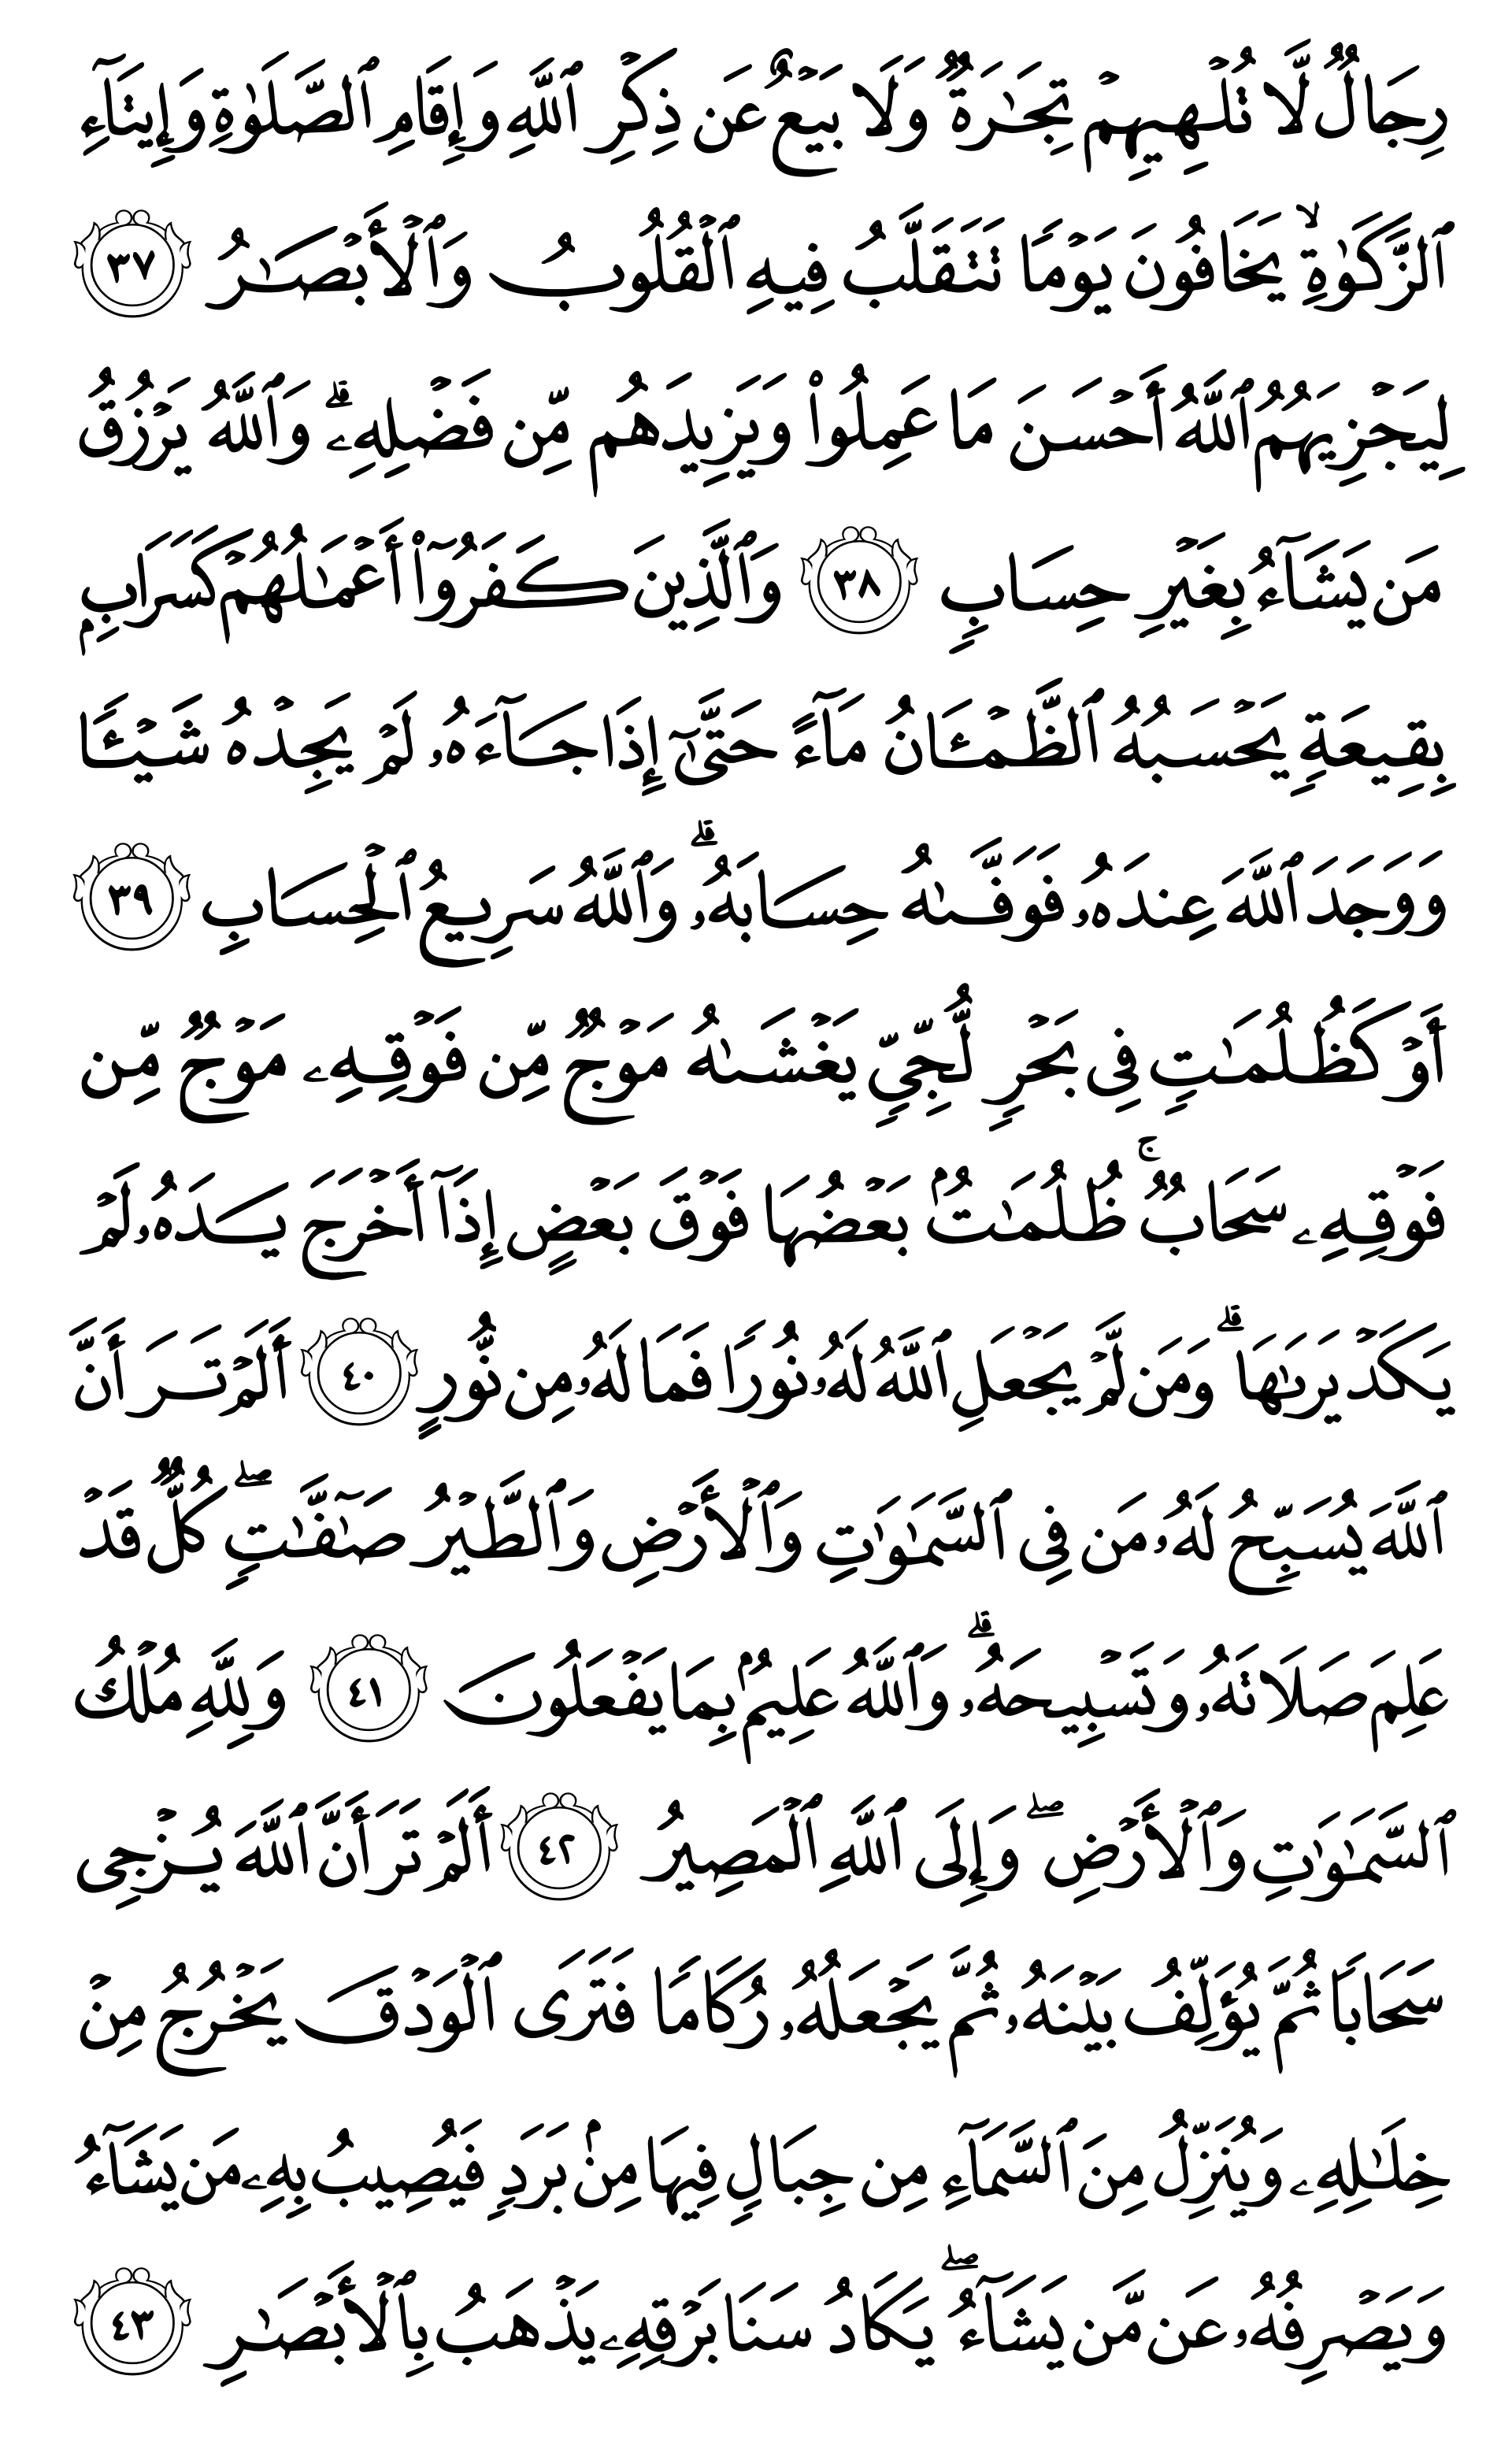 رِجَالٌ لَّا تُلْهِيهِمْ تِجَـٰرَةٌ وَلَا بَيْعٌ عَن ذِكْرِ ٱللَّهِ وَإِقَامِ ٱلصَّلَوٰةِ وَإِيتَآءِ
ٱلزَّكَوٰةِ ۙ يَخَافُونَ يَوْمًا تَتَقَلَّبُ فِيهِ ٱلْقُلُوبُ وَٱلْأَبْصَـٰرُ ٣٧
لِيَجْزِيَهُمُ ٱللَّهُ أَحْسَنَ مَا عَمِلُوا۟ وَيَزِيدَهُم مِّن فَضْلِهِۦ ۗ وَٱللَّهُ يَرْزُقُ
مَن يَشَآءُ بِغَيْرِ حِسَابٍ ٣٨ وَٱلَّذِينَ كَفَرُوٓا۟ أَعْمَـٰلُهُمْ كَسَرَابٍۭ
بِقِيعَةٍ يَحْسَبُهُ ٱلظَّمْـَٔانُ مَآءً حَتَّىٰٓ إِذَا جَآءَهُۥ لَمْ يَجِدْهُ شَيْـًٔا
وَوَجَدَ ٱللَّهَ عِندَهُۥ فَوَفَّىٰهُ حِسَابَهُۥ ۗ وَٱللَّهُ سَرِيعُ ٱلْحِسَابِ ٣٩
أَوْ كَظُلُمَـٰتٍ فِى بَحْرٍ لُّجِّىٍّ يَغْشَىٰهُ مَوْجٌ مِّن فَوْقِهِۦ مَوْجٌ مِّن
فَوْقِهِۦ سَحَابٌ ۚ ظُلُمَـٰتٌۢ بَعْضُهَا فَوْقَ بَعْضٍ إِذَآ أَخْرَجَ يَدَهُۥ لَمْ
يَكَدْ يَرَىٰهَا ۗ وَمَن لَّمْ يَجْعَلِ ٱللَّهُ لَهُۥ نُورًا فَمَا لَهُۥ مِن نُّورٍ ٤٠ أَلَمْ تَرَ أَنَّ
ٱللَّهَ يُسَبِّحُ لَهُۥ مَن فِى ٱلسَّمَـٰوَٰتِ وَٱلْأَرْضِ وَٱلطَّيْرُ صَـٰٓفَّـٰتٍ ۖ كُلٌّ قَدْ
عَلِمَ صَلَاتَهُۥ وَتَسْبِيحَهُۥ ۗ وَٱللَّهُ عَلِيمٌۢ بِمَا يَفْعَلُونَ ٤١ وَلِلَّهِ مُلْكُ
ٱلسَّمَـٰوَٰتِ وَٱلْأَرْضِ ۖ وَإِلَى ٱللَّهِ ٱلْمَصِيرُ ٤٢ أَلَمْ تَرَ أَنَّ ٱللَّهَ يُزْجِى
سَحَابًا ثُمَّ يُؤَلِّفُ بَيْنَهُۥ ثُمَّ يَجْعَلُهُۥ رُكَامًا فَتَرَى ٱلْوَدْقَ يَخْرُجُ مِنْ
خِلَـٰلِهِۦ وَيُنَزِّلُ مِنَ ٱلسَّمَآءِ مِن جِبَالٍ فِيهَا مِنۢ بَرَدٍ فَيُصِيبُ بِهِۦ مَن يَشَآءُ
وَيَصْرِفُهُۥ عَن مَّن يَشَآءُ ۖ يَكَادُ سَنَا بَرْقِهِۦ يَذْهَبُ بِٱلْأَبْصَـٰرِ ٤٣